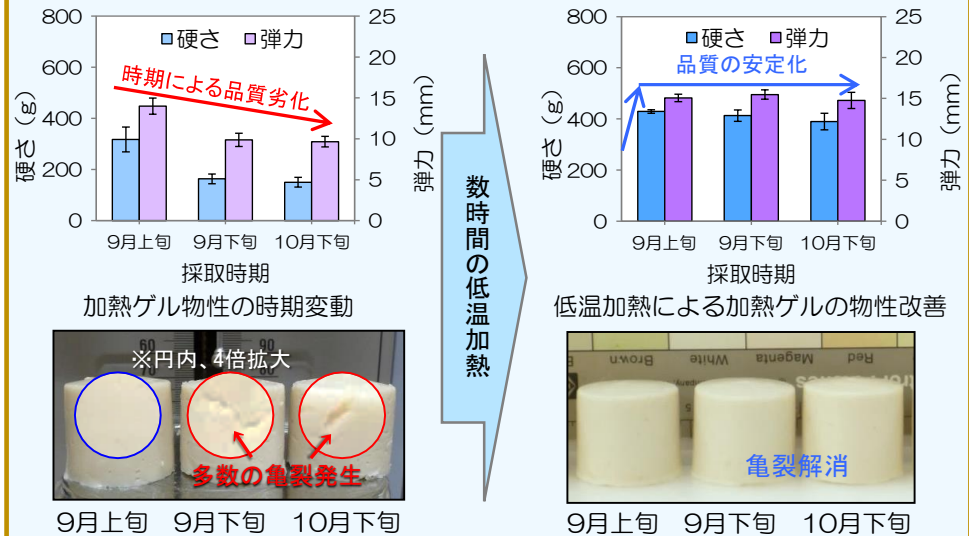 800
600
400
200
0
硬さ（g）
25
20
15
10
5
0
弾力（mm）
硬さ 弾力
時期による品質劣化
9月上旬 9月下旬 10月下旬
採取時期
加熱ゲル物性の時期変動
※円内、4倍拡大
多数の亀裂発生
9月上旬 9月下旬 10月下旬
数時間の低温加熱
800
600
400
200
0
硬さ（g）
25
20
15
10
5
0
弾力（mm）
硬さ 弾力
品質の安定化
9月上旬 9月下旬 10月下旬
採取時期
低温加熱による加熱ゲルの物性改善
Red Magenta White Brown
亀裂解消
9月上旬 9月下旬 10月下旬